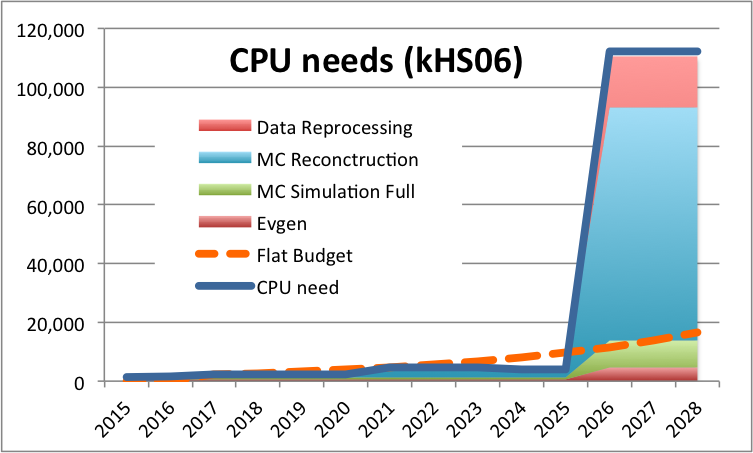 CPU needs (kHS06)
120,000
100,000
80,000
60,000
40,000
20,000
0
Data Reprocessing
MC Reconctruction
MC Simulation Full
Evgen
Flat Budget
CPU need
2015 2016 2017 2018 2019 2020 2021 2022 2023 2024 2025 2026 2027 2028